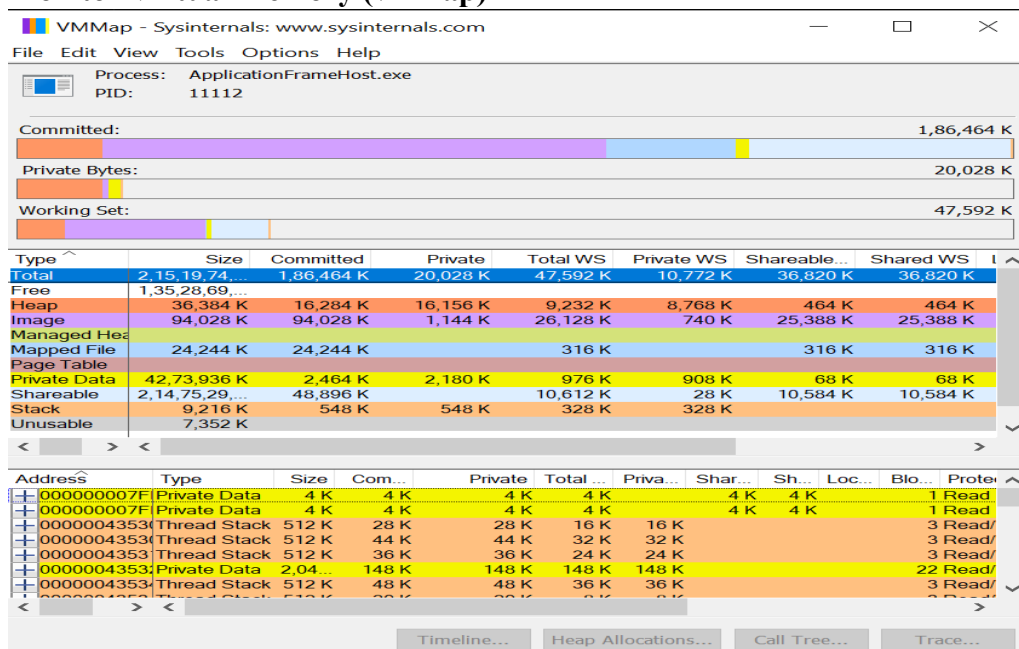 VMMap - Sysinternals: www.sysinternals.com
File Edit View Tools Options Help
Process: ApplicationFrameHost.exe
PID: 11112
Committed: 1,86,464 K
Private Bytes: 20,028 K
Working Set: 47,592 K
Type Size Committed Private Total WS Private WS Shareable... Shared WS
Total 2,15,19,74,... 1,86,464 K 20,028 K 47,592 K 10,772 K 36,820 K 36,820 K
Free 1,35,28,69,...
Heap 36,384 K 16,284 K 16,156 K 9,232 K 8,768 K 464 K 464 K
Image 94,028 K 94,028 K 1,144 K 26,128 K 740 K 25,388 K 25,388 K
Managed Hea
Mapped File 24,244 K 24,244 K 316 K 316 K 316 K
Page Table
Private Data 42,73,936 K 2,464 K 2,180 K 976 K 908 K 68 K 68 K
Shareable 2,14,75,29,... 48,896 K 10,612 K 28 K 10,584 K 10,584 K
Stack 9,216 K 548 K 548 K 328 K 328 K
Unusable 7,352 K
Address Type Size Com... Private Total ... Priva... Shar... Sh... Loc... Blo... Prote
000000007F Private Data 4 K 4 K 4 K 4 K 4 K 4 K 1 Read
000000007F Private Data 4 K 4 K 4 K 4 K 4 K 4 K 1 Read
0000004353 Thread Stack 512 K 28 K 28 K 16 K 16 K 3 Read/
0000004353 Thread Stack 512 K 44 K 44 K 32 K 32 K 3 Read/
0000004353 Thread Stack 512 K 36 K 36 K 24 K 24 K 3 Read/
0000004353 Private Data 2,04... 148 K 148 K 148 K 148 K 22 Read/
0000004353 Thread Stack 512 K 48 K 48 K 36 K 36 K 3 Read/
Timeline... Heap Allocations... Call Tree... Trace...